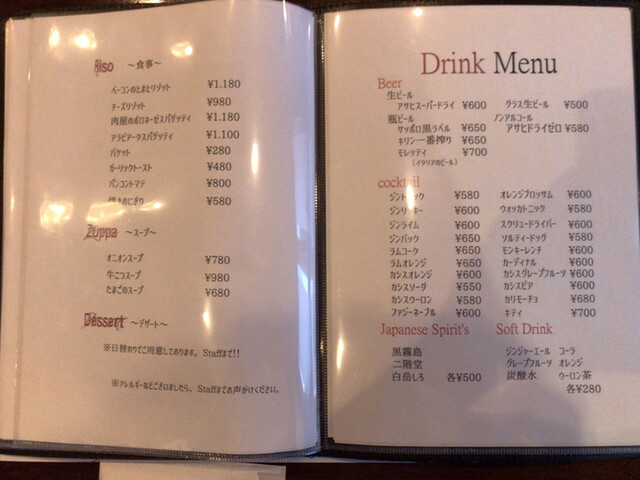 Riso ～食事～
ベーコンのとまとリゾット ¥1.180
チーズリゾット ¥980
肉屋のボロネーゼスパゲッティ ¥1.180
アラビアータスパゲッティ ¥1.100
バケット ¥280
ガーリックトースト ¥480
パンコントマテ ¥800
焼きおにぎり ¥580
Zuppa ～スープ～
オニオンスープ ¥780
牛こつスープ ¥980
たまごのスープ ¥680
Dessert ～デザート～
※日替わりでご用意しております。Staffまで!!
※アレルギーなどございましたら、Staffまでお声がけください。
Drink Menu
Beer
生ビール
アサヒスーパードライ ¥600 グラス生ビール ¥500
瓶ビール ノンアルコール
サッポロ黒ラベル ¥650 アサヒドライゼロ ¥580
キリン一番搾り ¥650
モレッティ ¥700
(イタリアのビール)
cocktail
ジントニック ¥580 オレンジブロッサム ¥600
ジンリッキー ¥600 ウォッカトニック ¥580
ジンライム ¥600 スクリュードライバー ¥600
ジンバック ¥650 ソルティードッグ ¥580
ラムコーク ¥650 モンキーレンチ ¥600
ラムオレンジ ¥650 カーディナル ¥600
カシスオレンジ ¥600 カシスグレープフルーツ ¥600
カシスソーダ ¥550 カシスビア ¥600
カシスウーロン ¥580 カリモーチョ ¥680
ファジーネーブル ¥600 キティ ¥700
Japanese Spirit's Soft Drink
黒霧島 ジンジャーエール コーラ
二階堂 グレープフルーツ オレンジ
白岳しろ 各¥500 炭酸水 ウーロン茶
各¥280